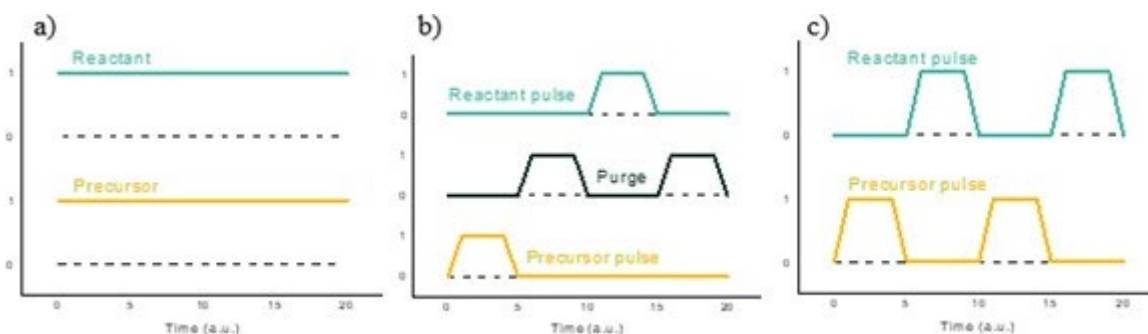 a)
Reactant
1
0
Precursor
1
0
0 5 10 15 20
Time (a.u.)
b)
1
Reactant pulse
0
1
Purge
0
1
Precursor pulse
0
0 5 10 15 20
Time (a.u.)
c)
Reactant pulse
1
0
Precursor pulse
1
0
0 5 10 15 20
Time (a.u.)